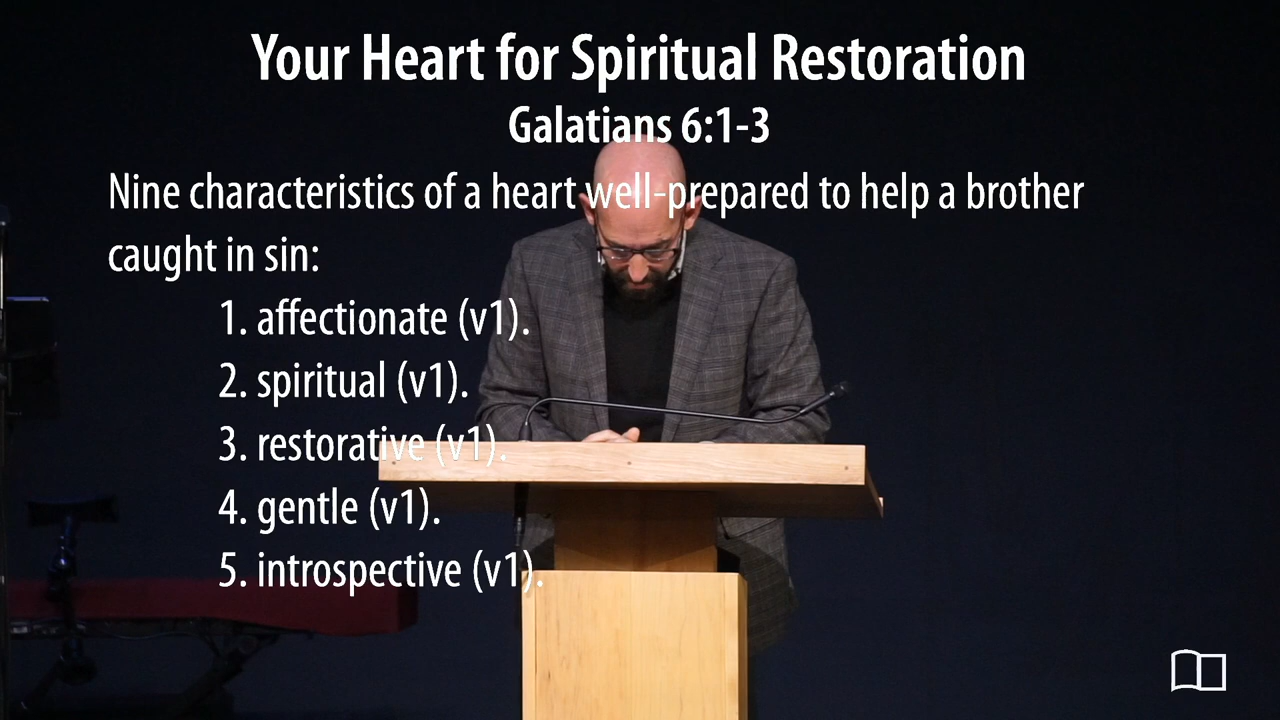 Your Heart for Spiritual Restoration
Galatians 6:1-3
Nine characteristics of a heart well-prepared to help a brother
caught in sin:
1. affectionate (v1).
2. spiritual (v1).
3. restorative (v1).
4. gentle (v1).
5. introspective (v1).